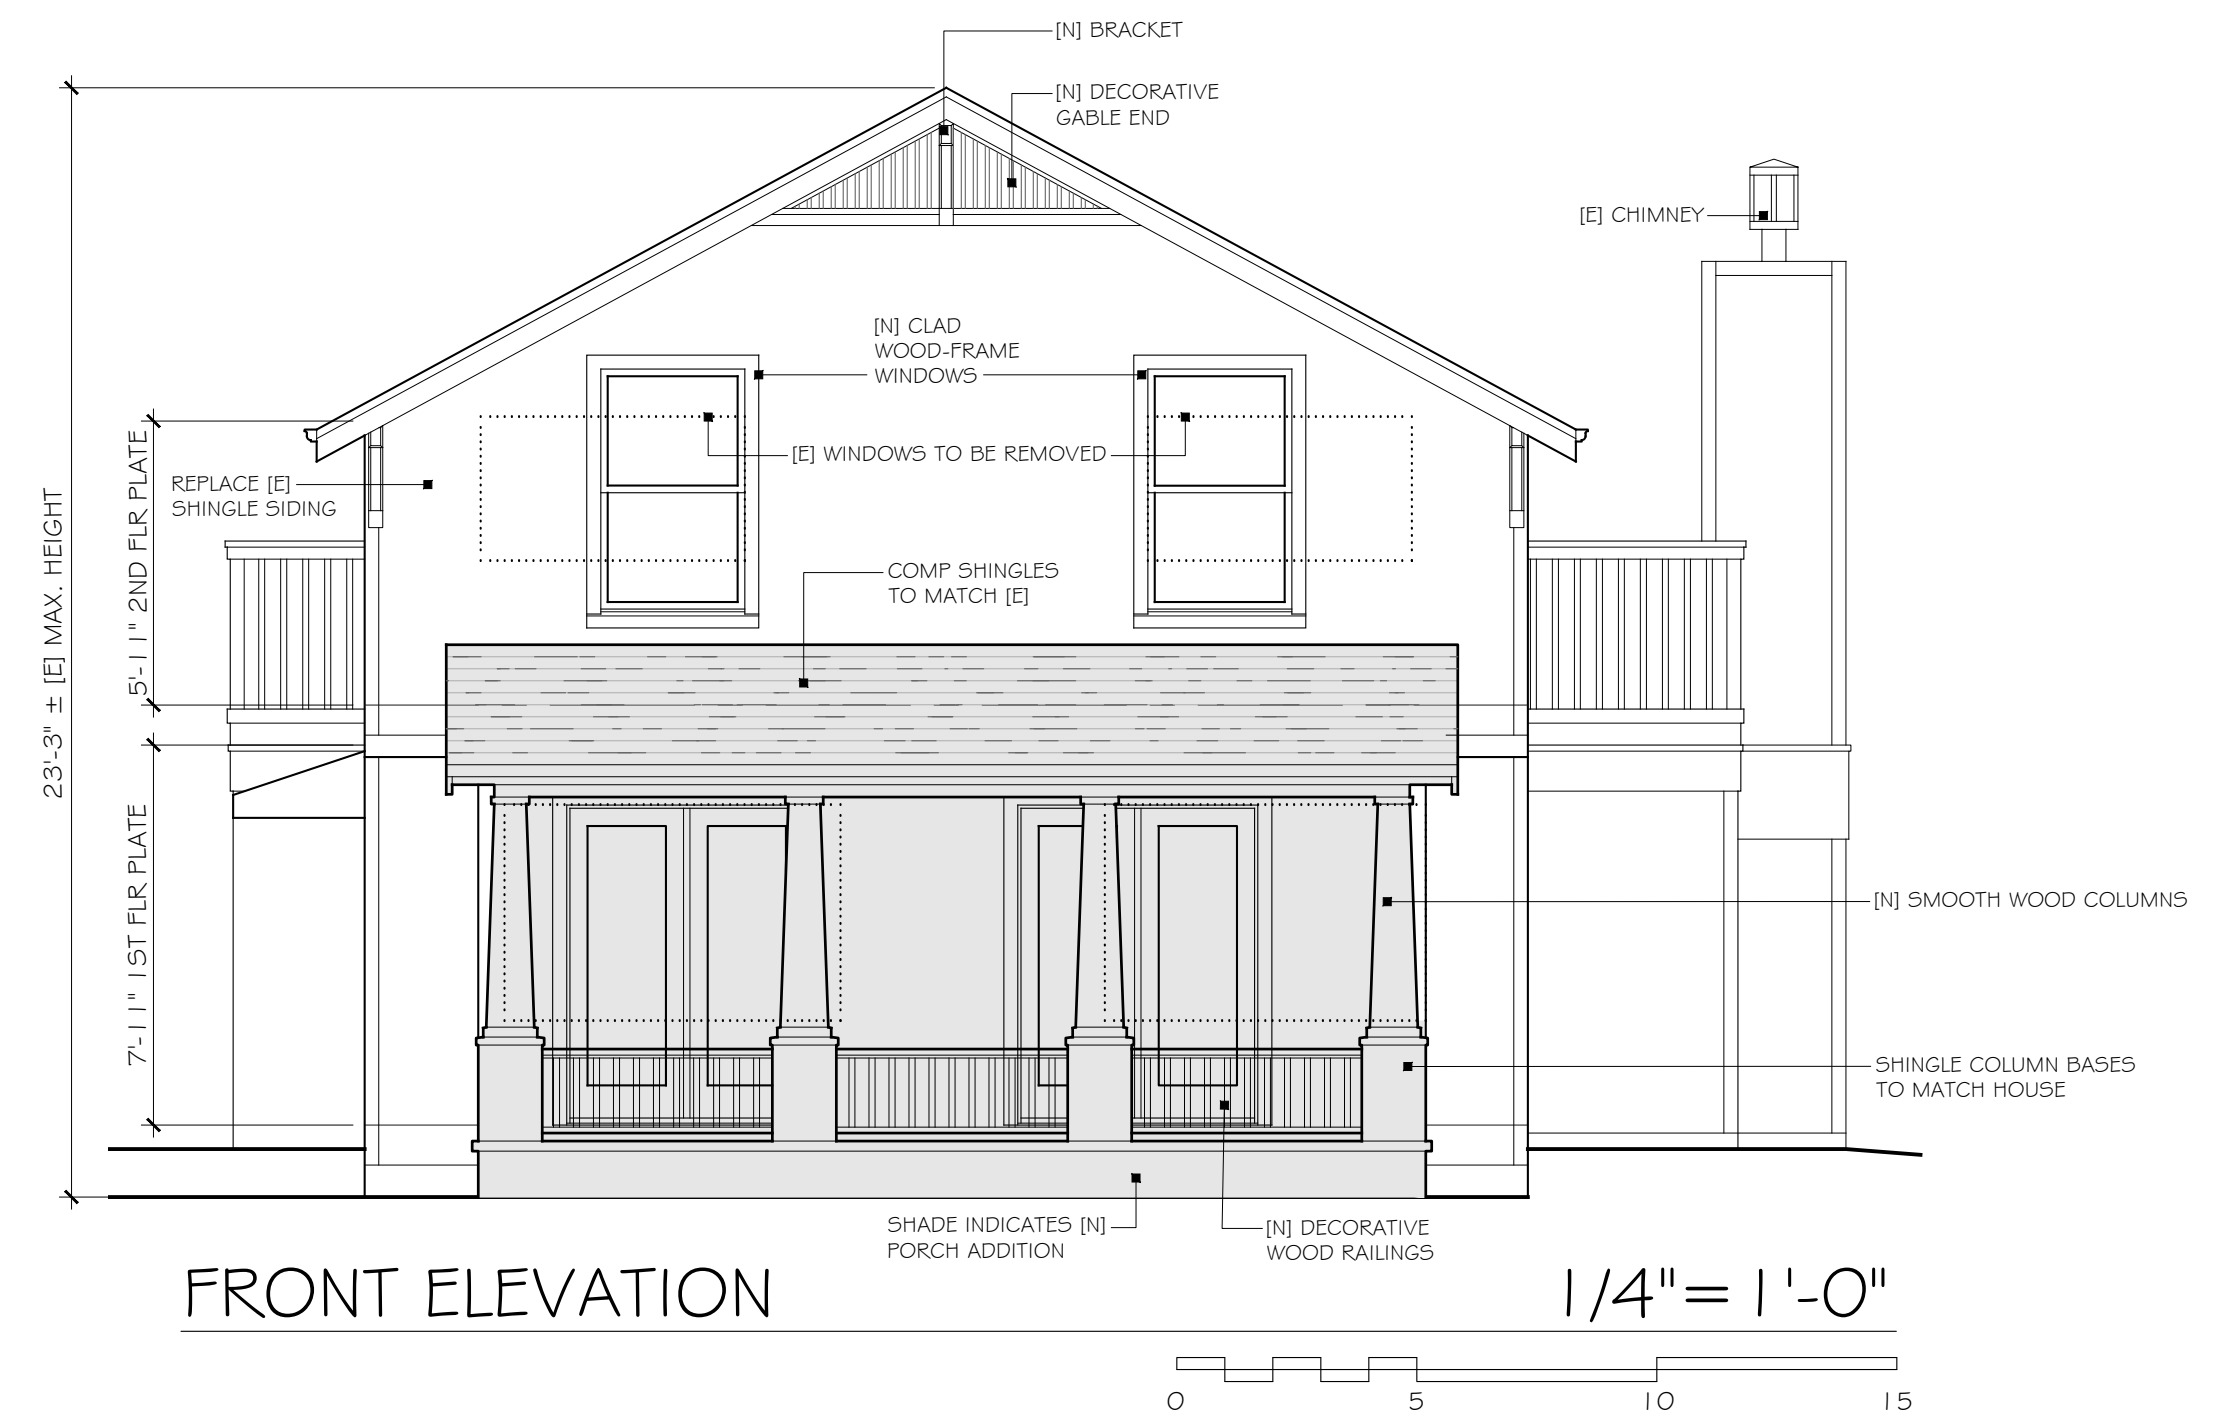 [N] BRACKET
[N] DECORATIVE
GABLE END
[E] CHIMNEY
[N] CLAD
WOOD-FRAME
WINDOWS
[E] WINDOWS TO BE REMOVED
REPLACE [E]
SHINGLE SIDING
23'-3" ± [E] MAX. HEIGHT
5'-11" 2ND FLR PLATE
COMP SHINGLES
TO MATCH [E]
7'-11" 1ST FLR PLATE
[N] SMOOTH WOOD COLUMNS
SHINGLE COLUMN BASES
TO MATCH HOUSE
SHADE INDICATES [N]
PORCH ADDITION
[N] DECORATIVE
WOOD RAILINGS
FRONT ELEVATION
1/4"= 1'-0"
0 5 10 15